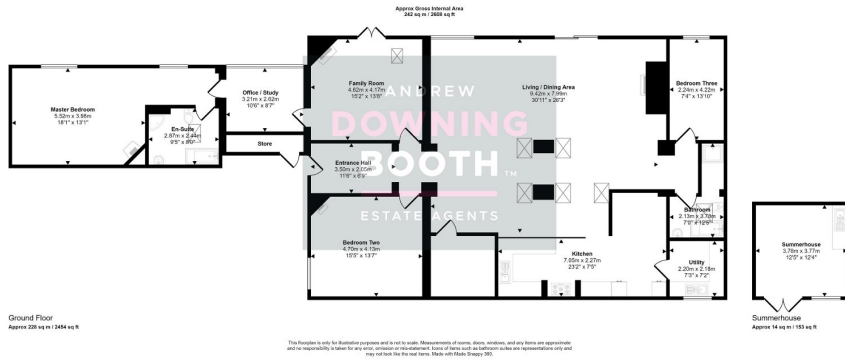 Approx Gross Internal Area
242 sq m / 2608 sq ft
Master Bedroom
5.52m x 3.98m
18'1" x 13'1"
En-Suite
2.87m x 2.44m
9'5" x 8'0"
Office / Study
3.21m x 2.62m
10'6" x 8'7"
Store
Family Room
4.62m x 4.17m
15'2" x 13'8"
Entrance Hall
3.50m x 2.05m
11'6" x 6'9"
Bedroom Two
4.70m x 4.13m
15'5" x 13'7"
Living / Dining Area
9.42m x 7.99m
30'11" x 26'3"
Bedroom Three
2.24m x 4.22m
7'4" x 13'10"
Bathroom
2.13m x 3.78m
7'0" x 12'5"
Kitchen
7.05m x 2.27m
23'2" x 7'5"
Utility
2.20m x 2.18m
7'3" x 7'2"
Summerhouse
3.78m x 3.77m
12'5" x 12'4"
ANDREW
DOWNING
BOOTH™
ESTATE AGENTS
Ground Floor
Approx 228 sq m / 2454 sq ft
Summerhouse
Approx 14 sq m / 153 sq ft
This floorplan is only for illustrative purposes and is not to scale. Measurements of rooms, doors, windows, and any items are approximate
and no responsibility is taken for any error, omission or mis-statement. Icons of items such as bathroom suites are representations only and
may not look like the real items. Made with Made Snappy 360.